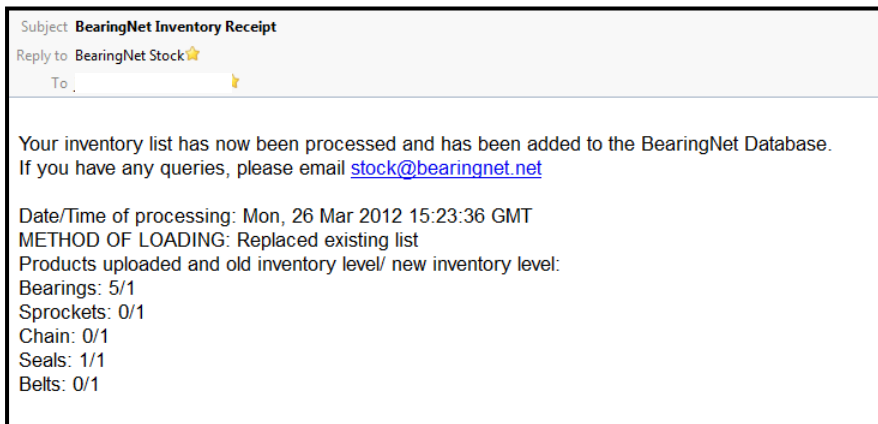 Subject BearingNet Inventory Receipt
Reply to BearingNet Stock
To
Your inventory list has now been processed and has been added to the BearingNet Database.
If you have any queries, please email stock@bearingnet.net
Date/Time of processing: Mon, 26 Mar 2012 15:23:36 GMT
METHOD OF LOADING: Replaced existing list
Products uploaded and old inventory level/ new inventory level:
Bearings: 5/1
Sprockets: 0/1
Chain: 0/1
Seals: 1/1
Belts: 0/1